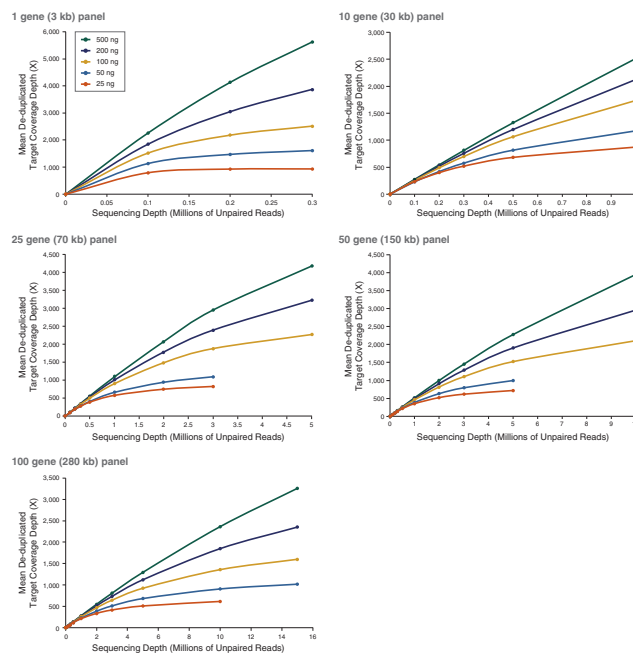 1 gene (3 kb) panel
Mean De-duplicated
Target Coverage Depth (X)
6,000
5,000
4,000
3,000
2,000
1,000
0
500 ng
200 ng
100 ng
50 ng
25 ng
0 0.05 0.1 0.15 0.2 0.25 0.3
Sequencing Depth (Millions of Unpaired Reads)
10 gene (30 kb) panel
Mean De-duplicated
Target Coverage Depth (X)
3,000
2,500
2,000
1,500
1,000
500
0
0 0.1 0.2 0.3 0.4 0.5 0.6 0.7 0.8 0.9
Sequencing Depth (Millions of Unpaired Reads)
25 gene (70 kb) panel
Mean De-duplicated
Target Coverage Depth (X)
4,500
4,000
3,500
3,000
2,500
2,000
1,500
1,000
500
0
0 0.5 1 1.5 2 2.5 3 3.5 4 4.5 5
Sequencing Depth (Millions of Unpaired Reads)
50 gene (150 kb) panel
Mean De-duplicated
Target Coverage Depth (X)
4,500
4,000
3,500
3,000
2,500
2,000
1,500
1,000
500
0
0 1 2 3 4 5 6 7 8 9
Sequencing Depth (Millions of Unpaired Reads)
100 gene (280 kb) panel
Mean De-duplicated
Target Coverage Depth (X)
3,500
3,000
2,500
2,000
1,500
1,000
500
0
0 2 4 6 8 10 12 14 16
Sequencing Depth (Millions of Unpaired Reads)